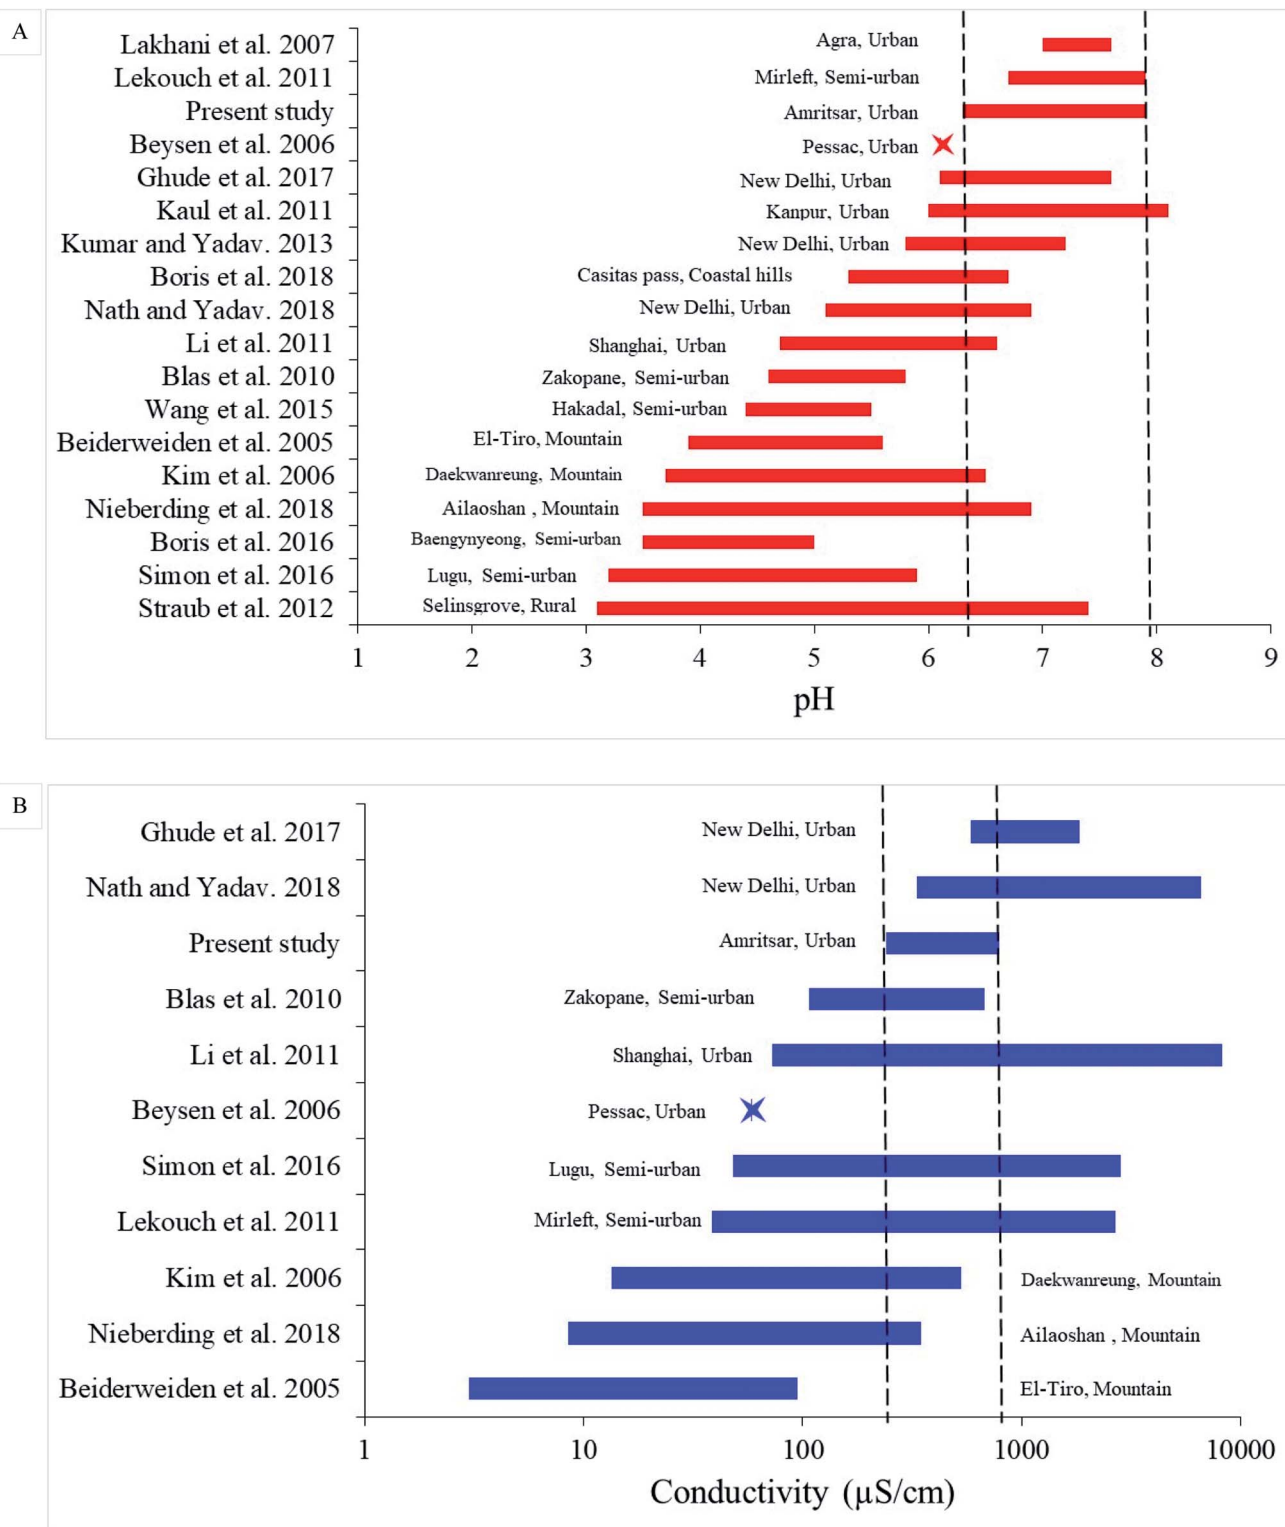 A
Lakhani et al. 2007 Agra, Urban
Lekouch et al. 2011 Mirleft, Semi-urban
Present study Amritsar, Urban
Beysen et al. 2006 Pessac, Urban
Ghude et al. 2017 New Delhi, Urban
Kaul et al. 2011 Kanpur, Urban
Kumar and Yadav. 2013 New Delhi, Urban
Boris et al. 2018 Casitas pass, Coastal hills
Nath and Yadav. 2018 New Delhi, Urban
Li et al. 2011 Shanghai, Urban
Blas et al. 2010 Zakopane, Semi-urban
Wang et al. 2015 Hakadal, Semi-urban
Beiderweiden et al. 2005 El-Tiro, Mountain
Kim et al. 2006 Daekwanreung, Mountain
Nieberding et al. 2018 Ailaoshan , Mountain
Boris et al. 2016 Baengynyeong, Semi-urban
Simon et al. 2016 Lugu, Semi-urban
Straub et al. 2012 Selinsgrove, Rural
1 2 3 4 5 6 7 8 9
pH
B
Ghude et al. 2017 New Delhi, Urban
Nath and Yadav. 2018 New Delhi, Urban
Present study Amritsar, Urban
Blas et al. 2010 Zakopane, Semi-urban
Li et al. 2011 Shanghai, Urban
Beysen et al. 2006 Pessac, Urban
Simon et al. 2016 Lugu, Semi-urban
Lekouch et al. 2011 Mirleft, Semi-urban
Kim et al. 2006 Daekwanreung, Mountain
Nieberding et al. 2018 Ailaoshan , Mountain
Beiderweiden et al. 2005 El-Tiro, Mountain
1 10 100 1000 10000
Conductivity (µS/cm)